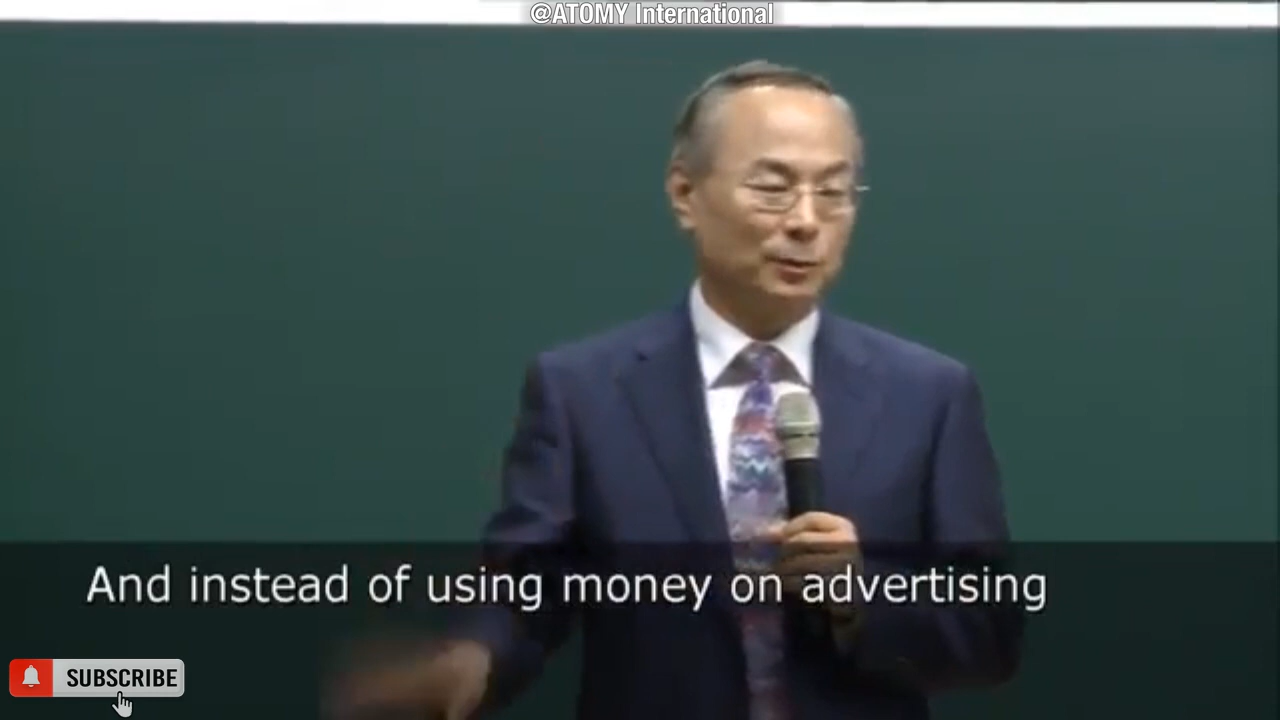 @ATOMY International
And instead of using money on advertising
SUBSCRIBE